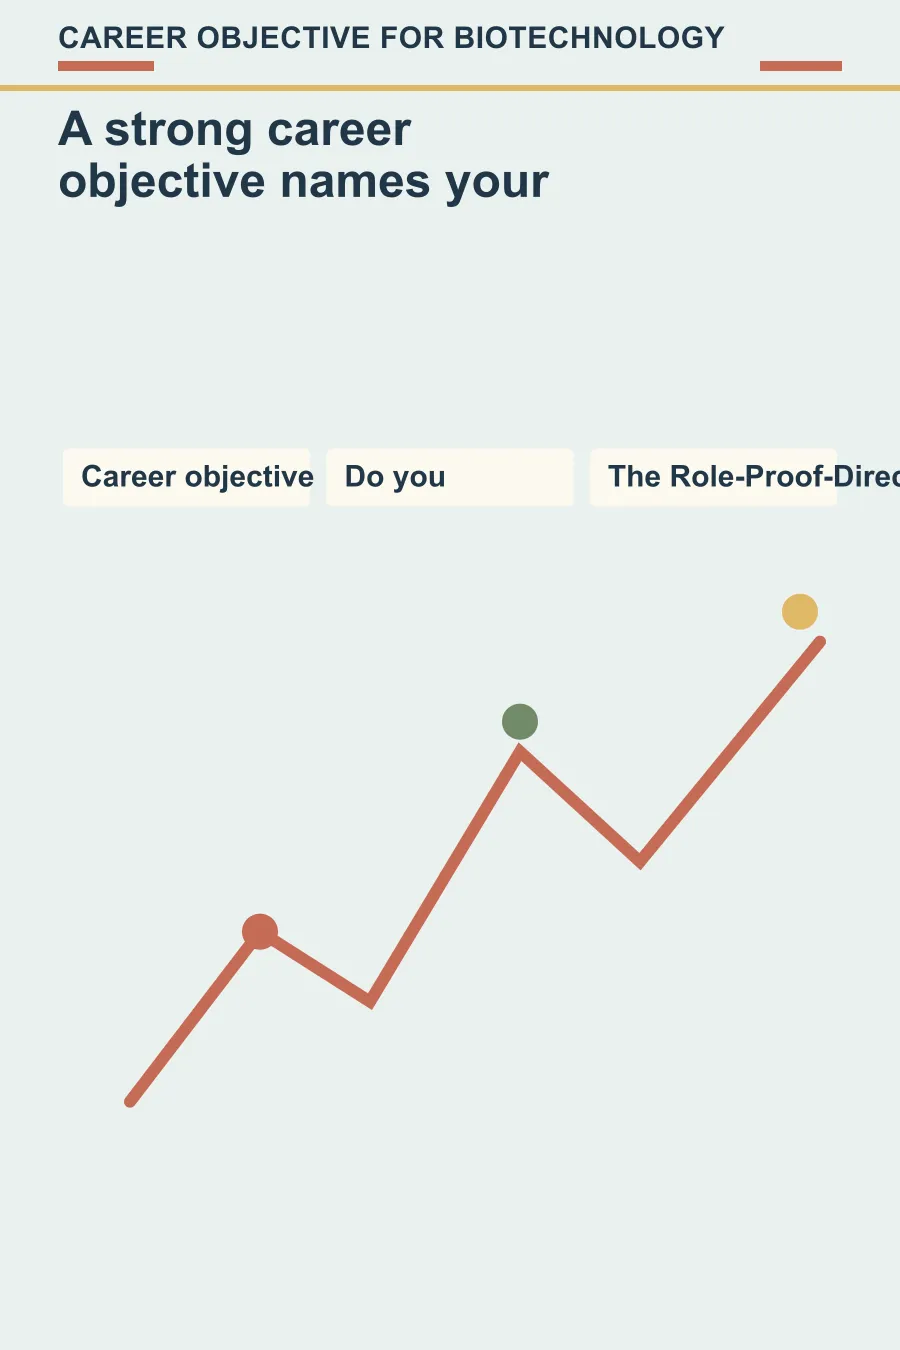 CAREER OBJECTIVE FOR BIOTECHNOLOGY
A strong career
objective names your
Career objective
Do you
The Role-Proof-Direc